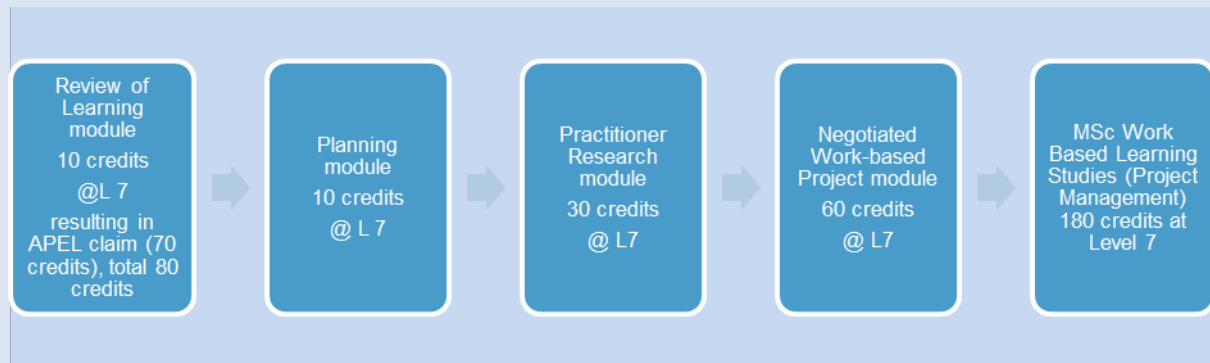 Review of
Learning
module
10 credits
@L 7
resulting in
APEL claim (70
credits), total 80
credits
Planning
module
10 credits
@ L 7
Practitioner
Research
module
30 credits
@ L7
Negotiated
Work-based
Project module
60 credits
@ L7
MSc Work
Based Learning
Studies (Project
Management)
180 credits at
Level 7